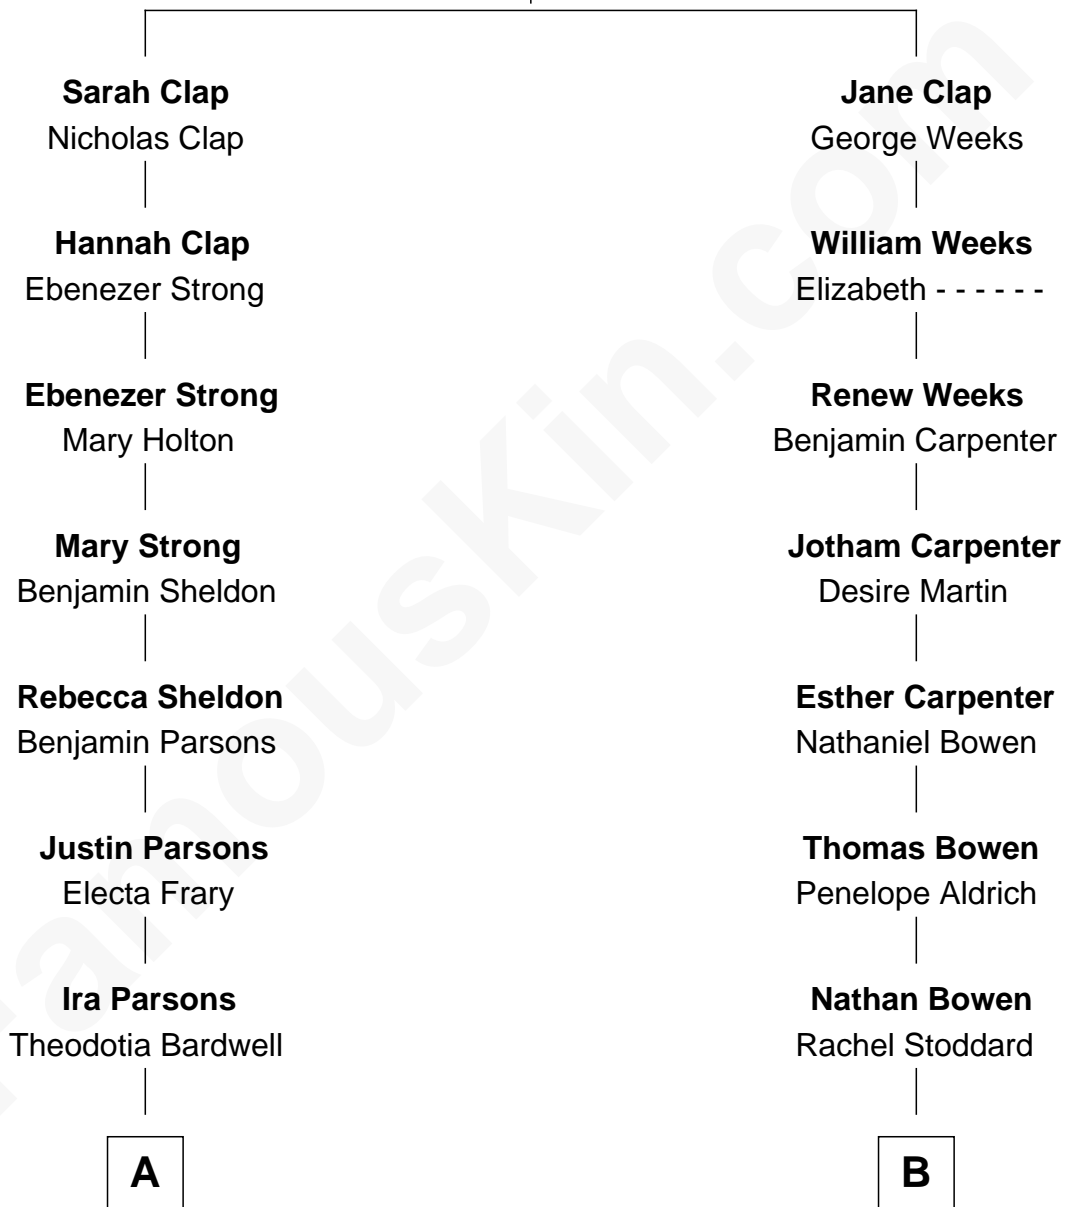 Sarah Clap
Nicholas Clap
Hannah Clap
Ebenezer Strong
Ebenezer Strong
Mary Holton
Mary Strong
Benjamin Sheldon
Rebecca Sheldon
Benjamin Parsons
Justin Parsons
Electa Frary
Ira Parsons
Theodotia Bardwell
A
Jane Clap
George Weeks
William Weeks
Elizabeth - - - - - -
Renew Weeks
Benjamin Carpenter
Jotham Carpenter
Desire Martin
Esther Carpenter
Nathaniel Bowen
Thomas Bowen
Penelope Aldrich
Nathan Bowen
Rachel Stoddard
B
FamousKin.com